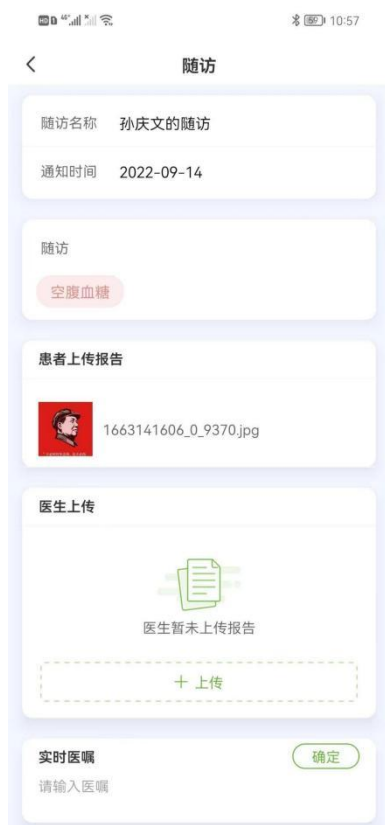 10:57
随访
随访名称 孙庆文的随访
通知时间 2022-09-14
随访
空腹血糖
患者上传报告
1663141606_0_9370.jpg
医生上传
医生暂未上传报告
+ 上传
实时医嘱 确定
请输入医嘱